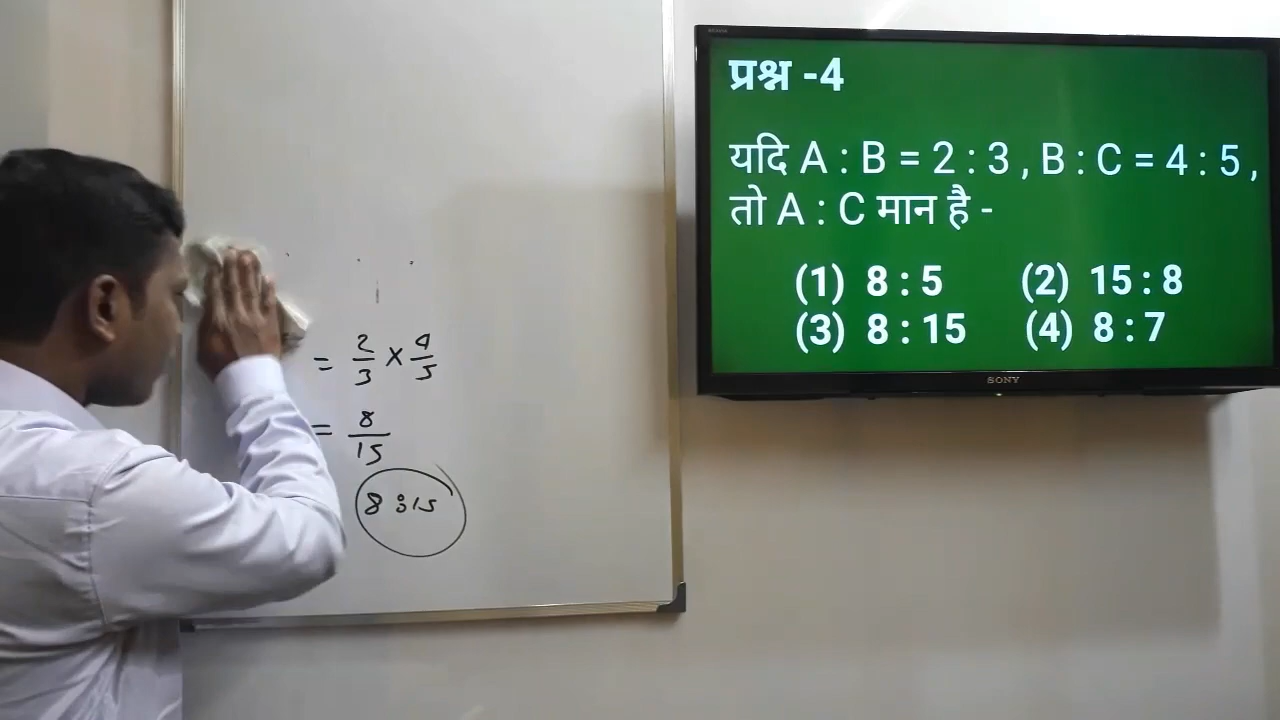 प्रश्न -4
यदि A : B = 2 : 3 , B : C = 4 : 5 ,
तो A : C मान है -
(1) 8 : 5 (2) 15 : 8
(3) 8 : 15 (4) 8 : 7
SONY
= 2/3 × 4/5
= 8/15
8 : 15